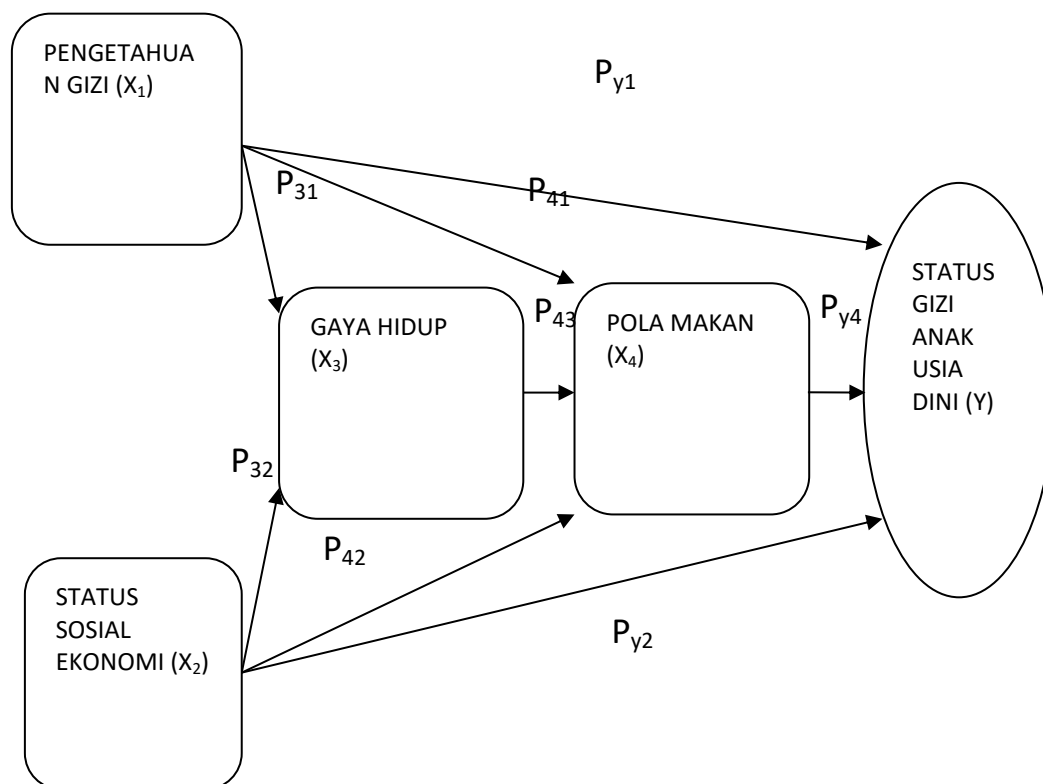 PENGETAHUA
N GIZI (X₁)
Py1
P31
P41
GAYA HIDUP
(X₃)
P43
POLA MAKAN
(X₄)
Py4
STATUS
GIZI
ANAK
USIA
DINI (Y)
P32
P42
STATUS
SOSIAL
EKONOMI (X₂)
Py2